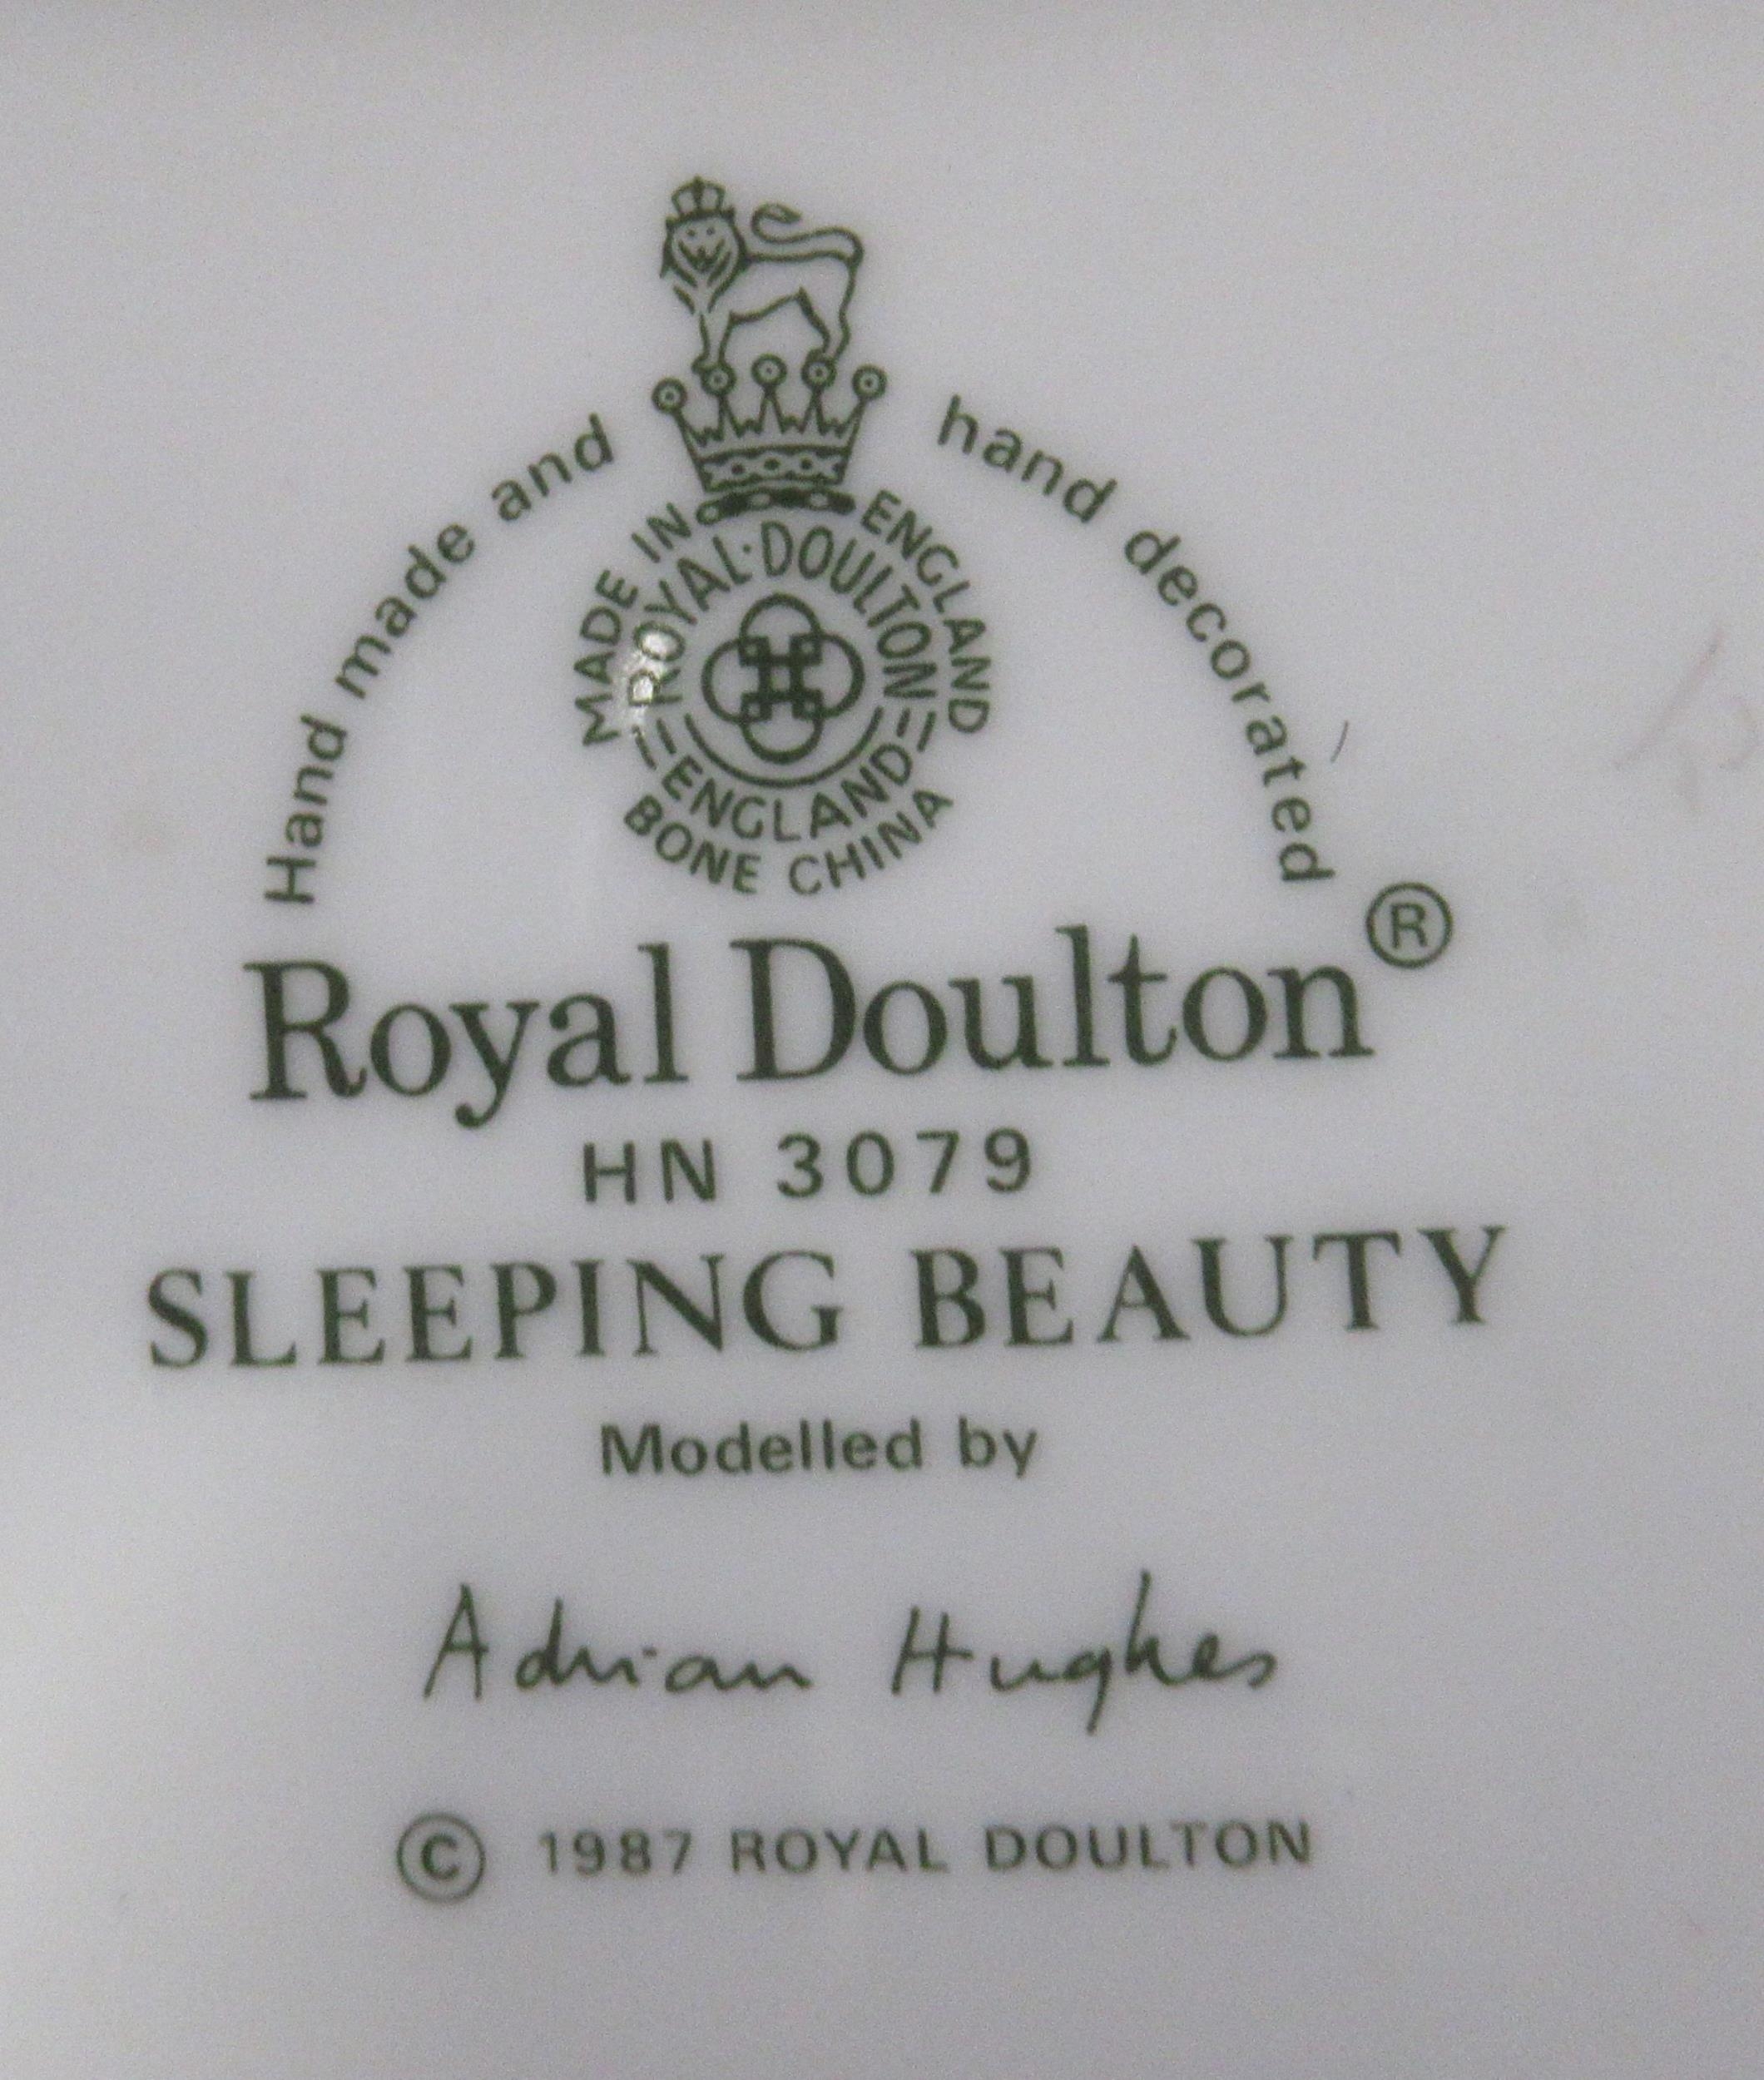 Hand made and hand decorated
MADE IN ENGLAND
ROYAL·DOULTON
ENGLAND
BONE CHINA
Royal Doulton®
HN 3079
SLEEPING BEAUTY
Modelled by
Adrian Hughes
© 1987 ROYAL DOULTON